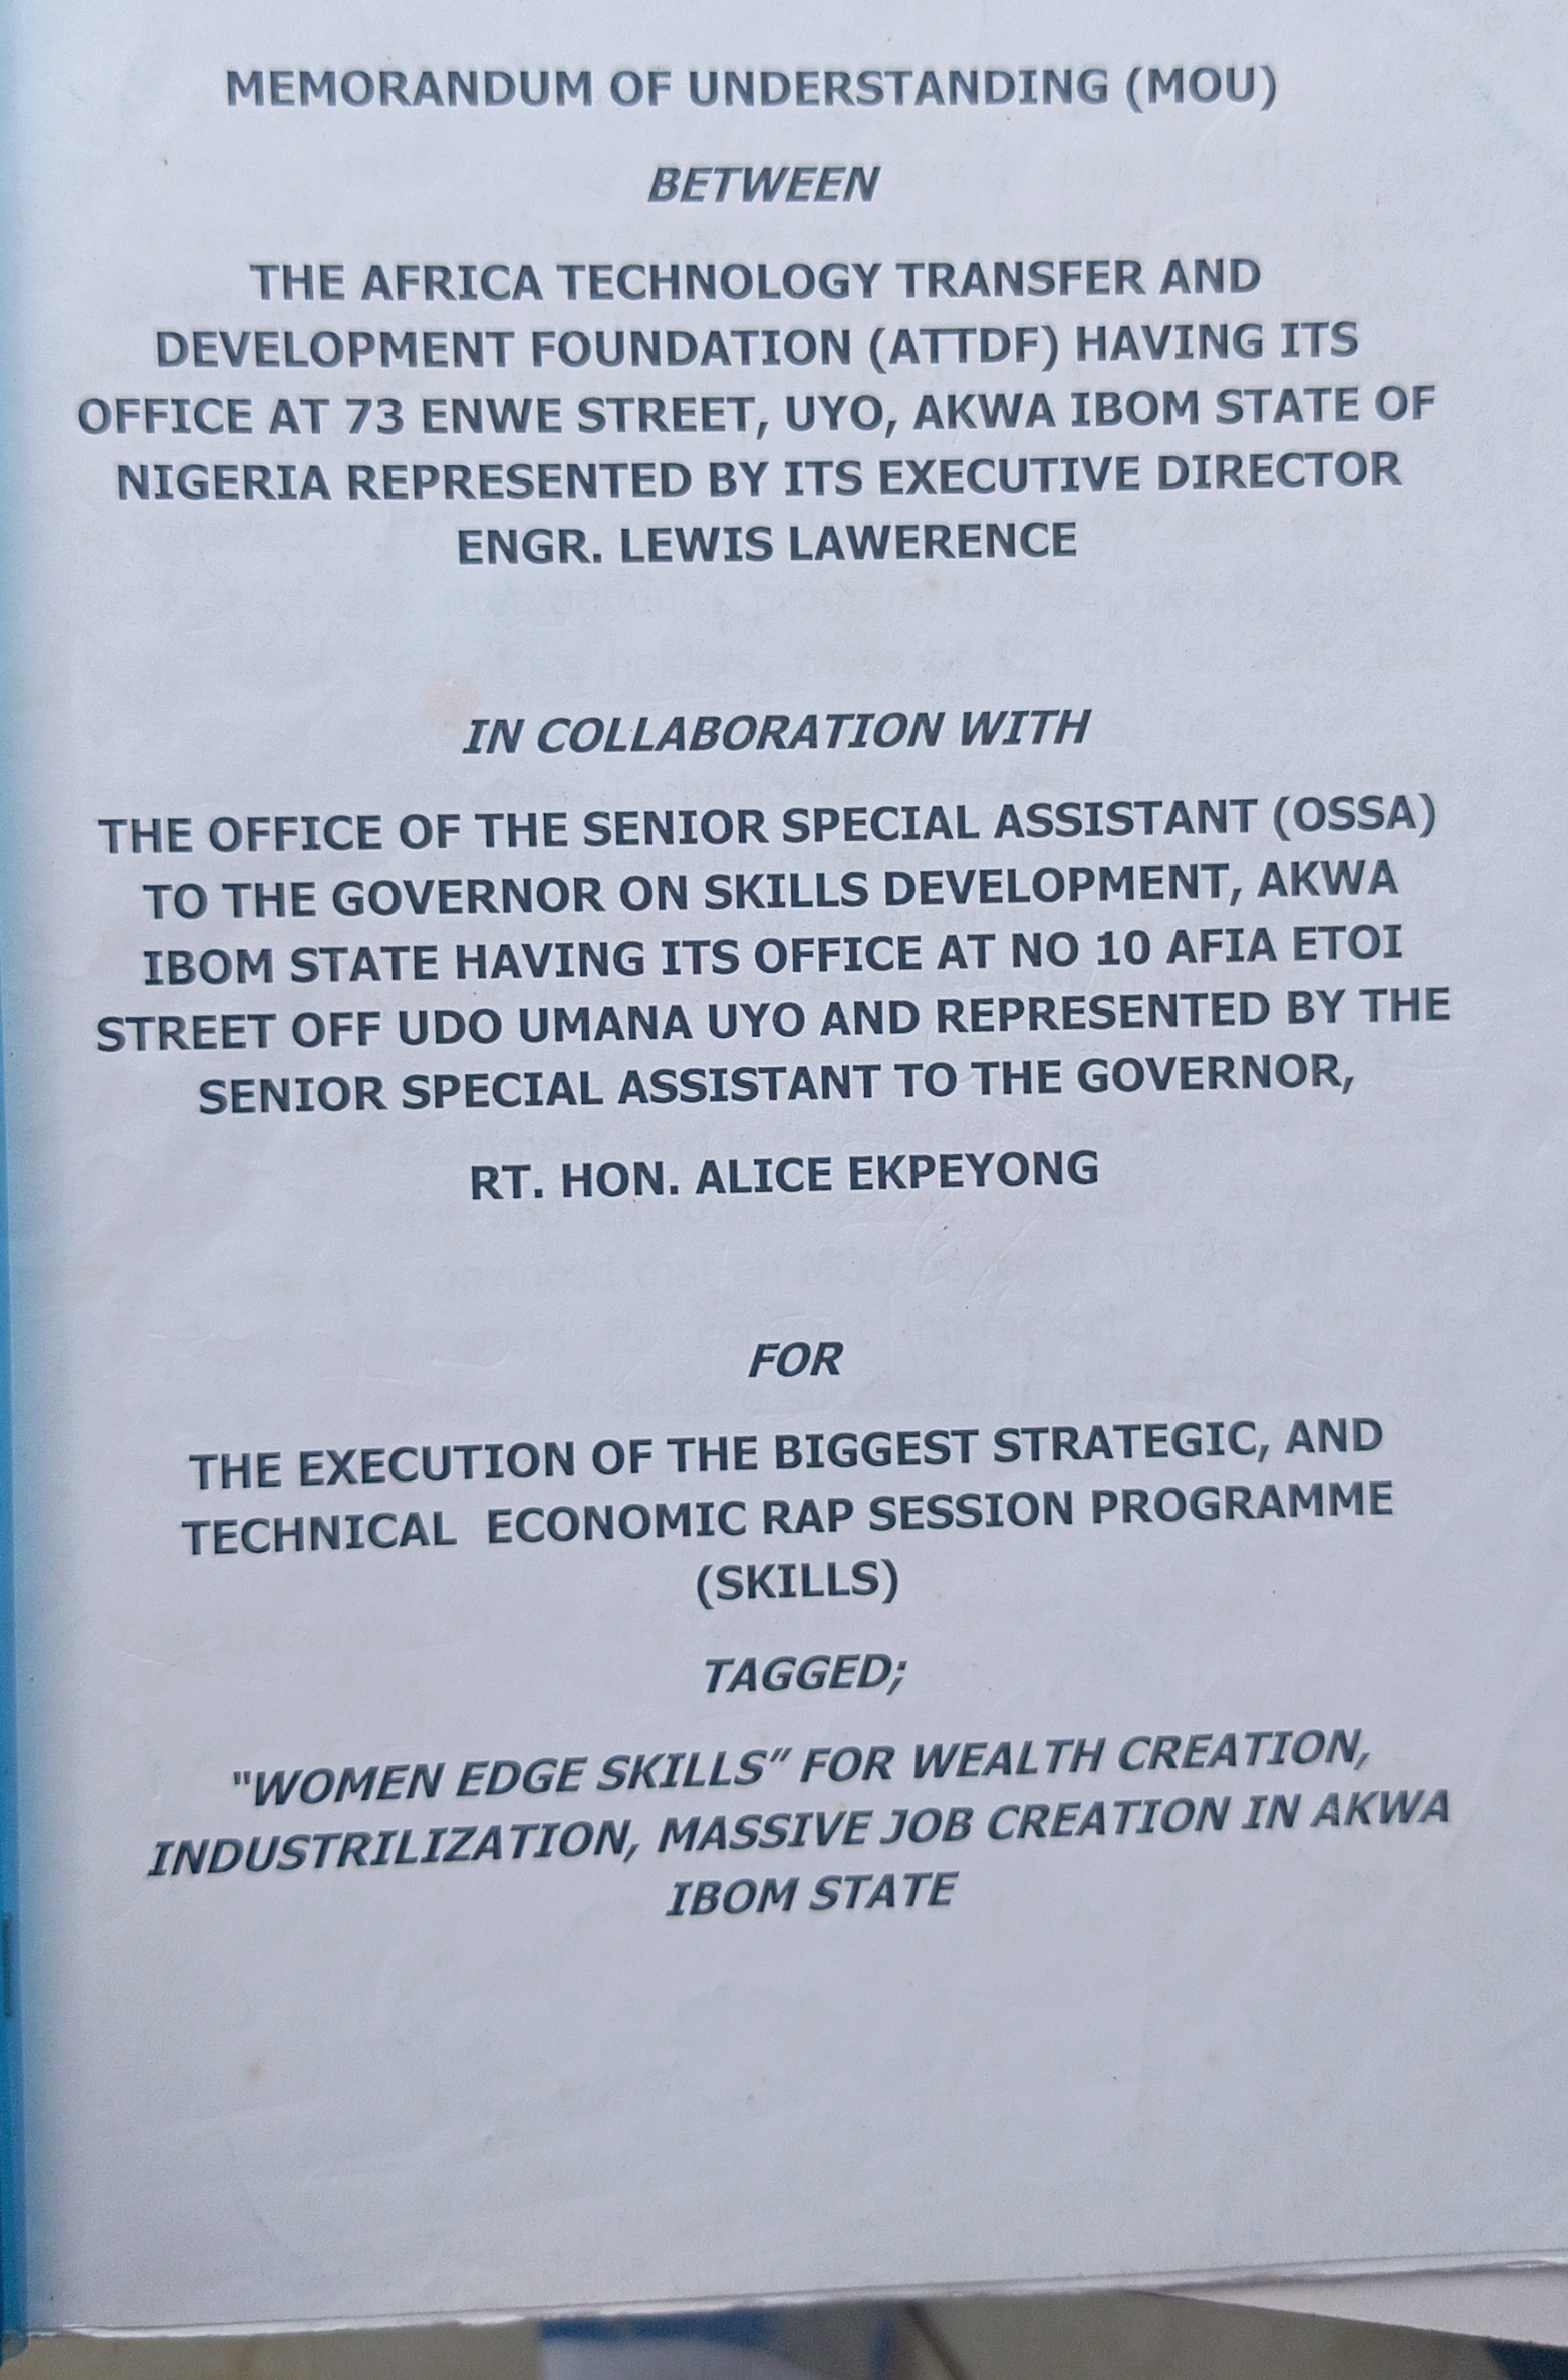 MEMORANDUM OF UNDERSTANDING (MOU)
BETWEEN
THE AFRICA TECHNOLOGY TRANSFER AND
DEVELOPMENT FOUNDATION (ATTDF) HAVING ITS
OFFICE AT 73 ENWE STREET, UYO, AKWA IBOM STATE OF
NIGERIA REPRESENTED BY ITS EXECUTIVE DIRECTOR
ENGR. LEWIS LAWERENCE
IN COLLABORATION WITH
THE OFFICE OF THE SENIOR SPECIAL ASSISTANT (OSSA)
TO THE GOVERNOR ON SKILLS DEVELOPMENT, AKWA
IBOM STATE HAVING ITS OFFICE AT NO 10 AFIA ETOI
STREET OFF UDO UMANA UYO AND REPRESENTED BY THE
SENIOR SPECIAL ASSISTANT TO THE GOVERNOR,
RT. HON. ALICE EKPEYONG
FOR
THE EXECUTION OF THE BIGGEST STRATEGIC, AND
TECHNICAL ECONOMIC RAP SESSION PROGRAMME
(SKILLS)
TAGGED;
"WOMEN EDGE SKILLS" FOR WEALTH CREATION,
INDUSTRILIZATION, MASSIVE JOB CREATION IN AKWA
IBOM STATE